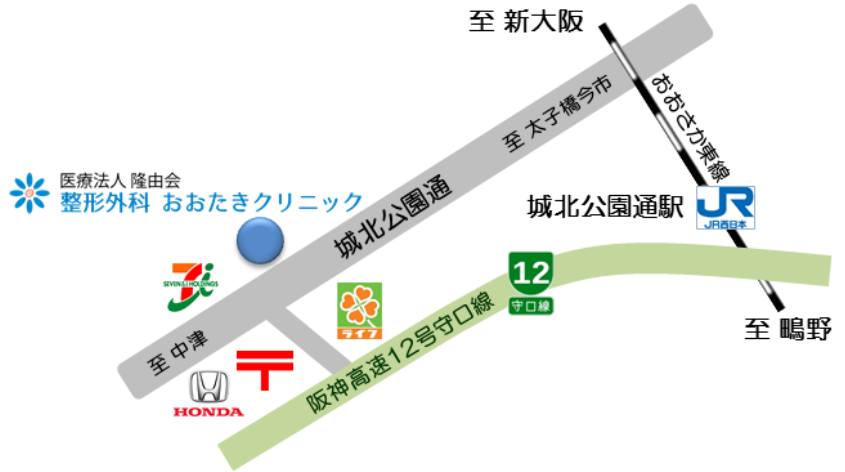 至 新大阪
至 太子橋今市
おおさか東線
医療法人 隆由会
整形外科 おおたきクリニック
城北公園通
城北公園通駅
JR
JR西日本
12
守口線
7i
SEVEN&i HOLDINGS
ライフ
阪神高速12号守口線
至 中津
至 鴫野
〒
HONDA